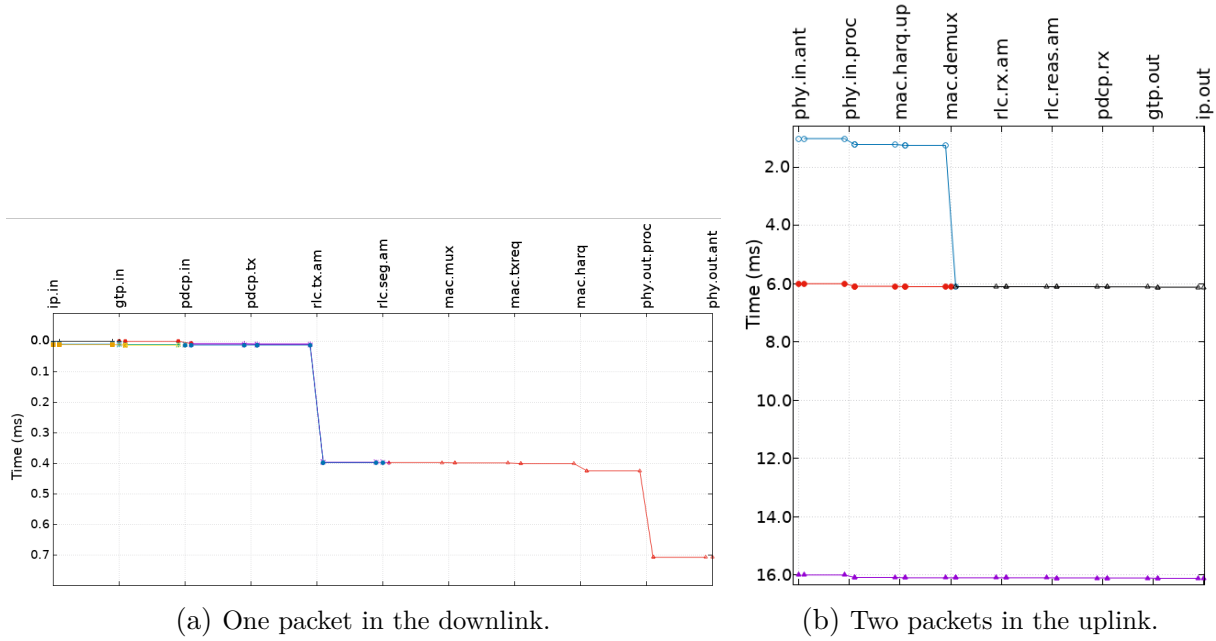 ip.in
gtp.in
pdcp.in
pdcp.tx
rlc.tx.am
rlc.seg.am
mac.mux
mac.txreq
mac.harq
phy.out.proc
phy.out.ant
Time (ms)
0.0
0.1
0.2
0.3
0.4
0.5
0.6
0.7
(a) One packet in the downlink.
phy.in.ant
phy.in.proc
mac.harq.up
mac.demux
rlc.rx.am
rlc.reas.am
pdcp.rx
gtp.out
ip.out
Time (ms)
2.0
4.0
6.0
8.0
10.0
12.0
14.0
16.0
(b) Two packets in the uplink.